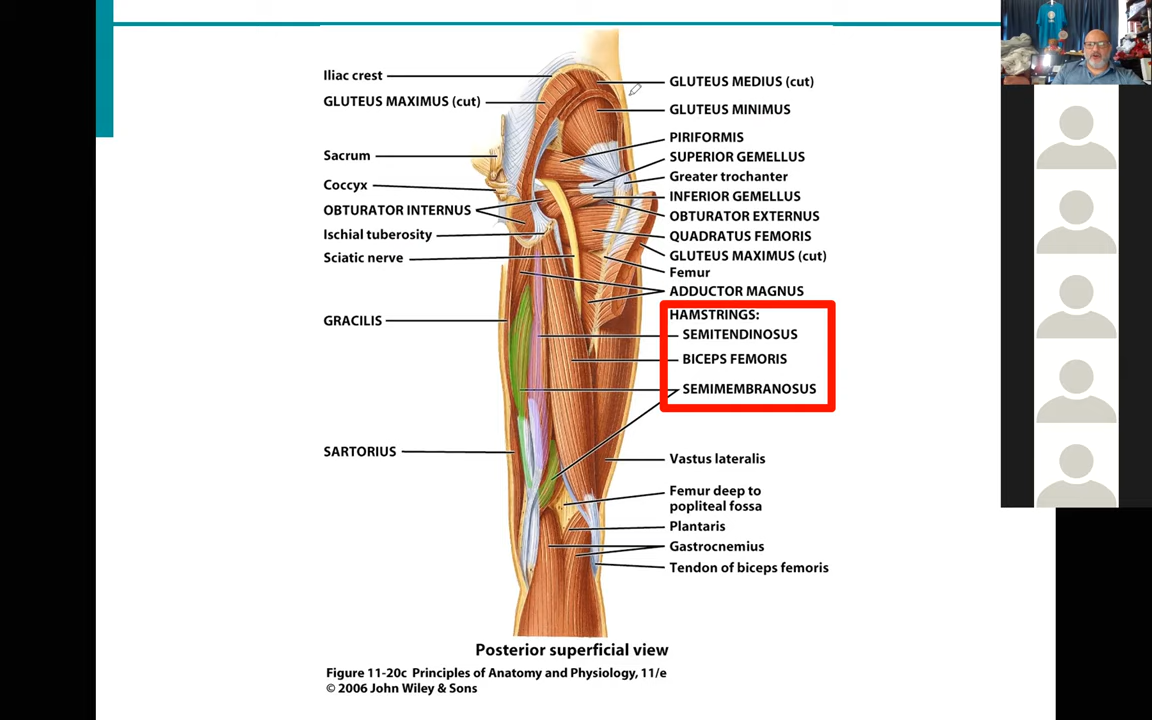 Iliac crest
GLUTEUS MAXIMUS (cut)
Sacrum
Coccyx
OBTURATOR INTERNUS
Ischial tuberosity
Sciatic nerve
GRACILIS
SARTORIUS
GLUTEUS MEDIUS (cut)
GLUTEUS MINIMUS
PIRIFORMIS
SUPERIOR GEMELLUS
Greater trochanter
INFERIOR GEMELLUS
OBTURATOR EXTERNUS
QUADRATUS FEMORIS
GLUTEUS MAXIMUS (cut)
Femur
ADDUCTOR MAGNUS
HAMSTRINGS:
SEMITENDINOSUS
BICEPS FEMORIS
SEMIMEMBRANOSUS
Vastus lateralis
Femur deep to
popliteal fossa
Plantaris
Gastrocnemius
Tendon of biceps femoris
Posterior superficial view
Figure 11-20c Principles of Anatomy and Physiology, 11/e
© 2006 John Wiley & Sons